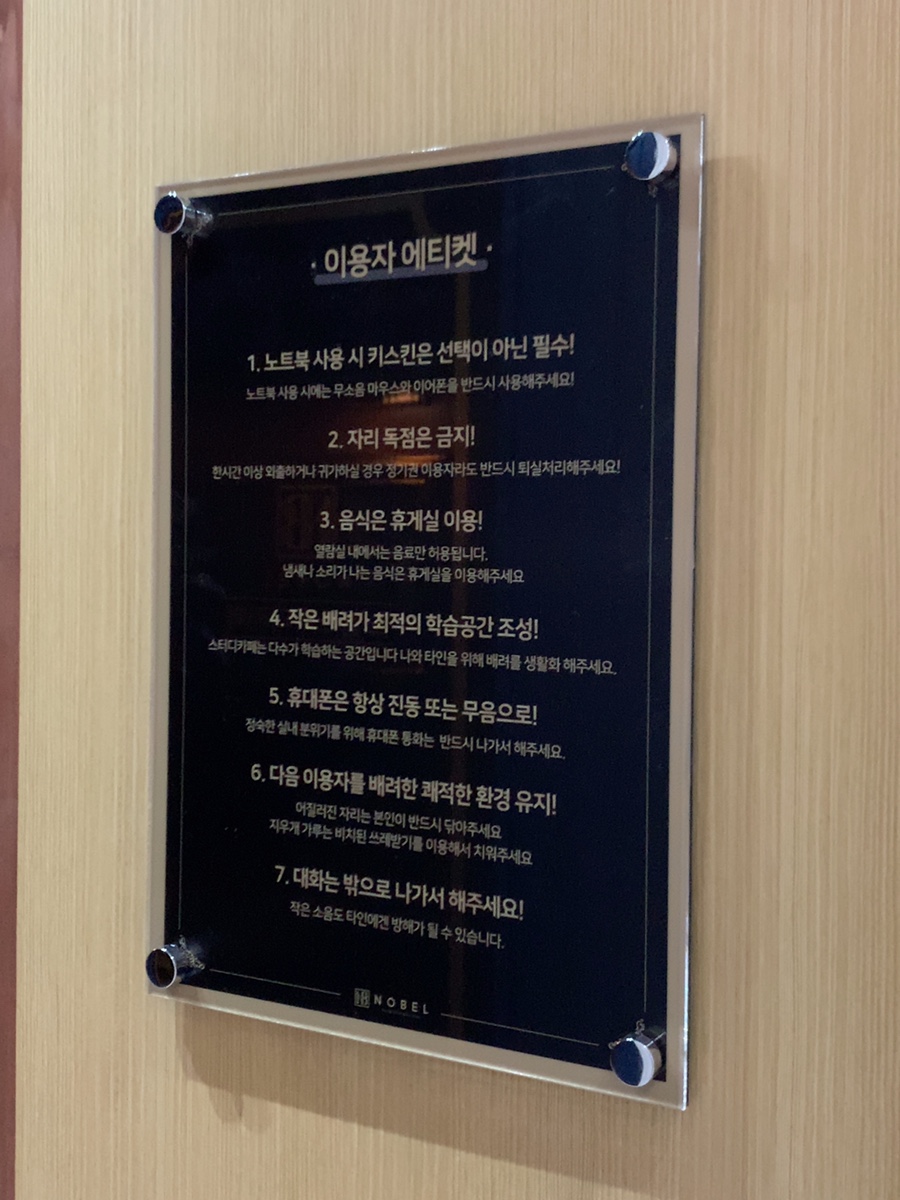 · 이용자 에티켓 ·
1. 노트북 사용 시 키스킨은 선택이 아닌 필수!
노트북 사용 시에는 무소음 마우스와 이어폰을 반드시 사용해주세요!
2. 자리 독점은 금지!
한시간 이상 외출하거나 귀가하실 경우 정기권 이용자라도 반드시 퇴실처리해주세요!
3. 음식은 휴게실 이용!
열람실 내에서는 음료만 허용됩니다.
냄새나 소리가 나는 음식은 휴게실을 이용해주세요
4. 작은 배려가 최적의 학습공간 조성!
스터디카페는 다수가 학습하는 공간입니다 나와 타인을 위해 배려를 생활화 해주세요.
5. 휴대폰은 항상 진동 또는 무음으로!
정숙한 실내 분위기를 위해 휴대폰 통화는 반드시 나가서 해주세요.
6. 다음 이용자를 배려한 쾌적한 환경 유지!
어질러진 자리는 본인이 반드시 닦아주세요
지우개 가루는 비치된 쓰레받기를 이용해서 치워주세요
7. 대화는 밖으로 나가서 해주세요!
작은 소음도 타인에겐 방해가 될 수 있습니다.
NOBEL